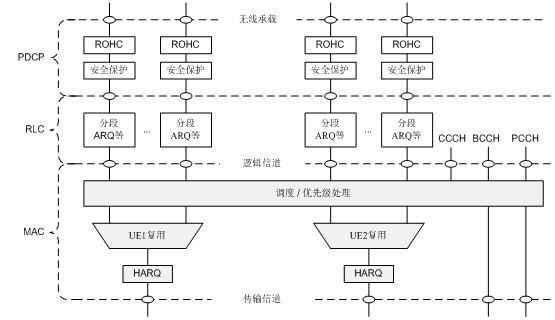 无线承载
ROHC ROHC ROHC ROHC
PDCP
安全保护 安全保护 安全保护 安全保护
分段 ARQ等 ... 分段 ARQ等 分段 ARQ等 ... 分段 ARQ等
RLC
CCCH BCCH PCCH
逻辑信道
调度 / 优先级处理
MAC
UE1复用 UE2复用
HARQ HARQ
传输信道